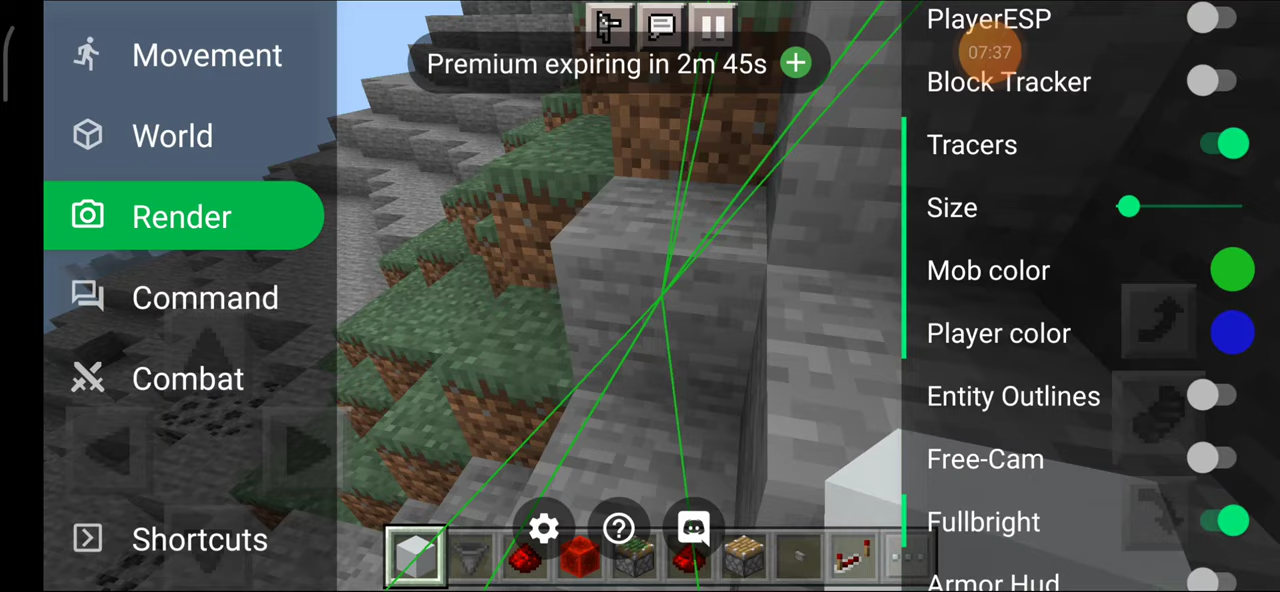 Movement
World
Render
Command
Combat
Shortcuts
Premium expiring in 2m 45s
PlayerESP
07:37
Block Tracker
Tracers
Size
Mob color
Player color
Entity Outlines
Free-Cam
Fullbright
Armor Hud